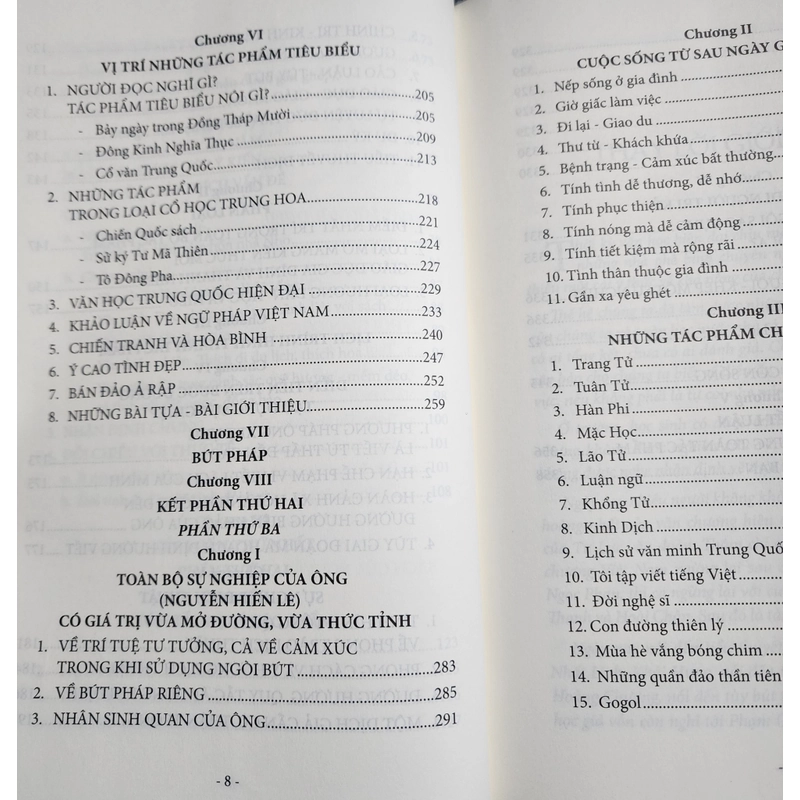 Chương VI
VỊ TRÍ NHỮNG TÁC PHẨM TIÊU BIỂU
1. NGƯỜI ĐỌC NGHĨ GÌ?
TÁC PHẨM TIÊU BIỂU NÓI GÌ?............205
- Bảy ngày trong Đồng Tháp Mười............205
- Đông Kinh Nghĩa Thục............209
- Cổ văn Trung Quốc............213
2. NHỮNG TÁC PHẨM
TRONG LOẠI CỔ HỌC TRUNG HOA............218
- Chiến Quốc sách............221
- Sử ký Tư Mã Thiên............224
- Tô Đông Pha............227
3. VĂN HỌC TRUNG QUỐC HIỆN ĐẠI............229
4. KHẢO LUẬN VỀ NGỮ PHÁP VIỆT NAM............233
5. CHIẾN TRANH VÀ HÒA BÌNH............240
6. Ý CAO TÌNH ĐẸP............247
7. BÁN ĐẢO Ả RẬP............252
8. NHỮNG BÀI TỰA - BÀI GIỚI THIỆU............259
Chương VII
BÚT PHÁP
Chương VIII
KẾT PHẦN THỨ HAI
PHẦN THỨ BA
Chương I
TOÀN BỘ SỰ NGHIỆP CỦA ÔNG
(NGUYỄN HIẾN LÊ)
CÓ GIÁ TRỊ VỪA MỞ ĐƯỜNG, VỪA THỨC TỈNH
1. VỀ TRÍ TUỆ TƯ TƯỞNG, CẢ VỀ CẢM XÚC
TRONG KHI SỬ DỤNG NGÒI BÚT............283
2. VỀ BÚT PHÁP RIÊNG............285
3. NHÂN SINH QUAN CỦA ÔNG............291
- 8 -
Chương II
CUỘC SỐNG TỪ SAU NGÀY G
1. Nếp sống ở gia đình............
2. Giờ giấc làm việc............
3. Đi lại - Giao du............
4. Thư từ - Khách khứa............
5. Bệnh trạng - Cảm xúc bất thường............
6. Tính tình dễ thương, dễ nhớ............
7. Tính phục thiện............
8. Tính nóng mà dễ cảm động............
9. Tính tiết kiệm mà rộng rãi............
10. Tình thân thuộc gia đình............
11. Gần xa yêu ghét............
Chương III
NHỮNG TÁC PHẨM CH
1. Trang Tử............
2. Tuân Tử............
3. Hàn Phi............
4. Mặc Học............
5. Lão Tử............
6. Luận ngữ............
7. Khổng Tử............
8. Kinh Dịch............
9. Lịch sử văn minh Trung Quố
10. Tôi tập viết tiếng Việt............
11. Đời nghệ sĩ............
12. Con đường thiên lý............
13. Mùa hè vắng bóng chim............
14. Những quần đảo thần tiên
15. Gogol............